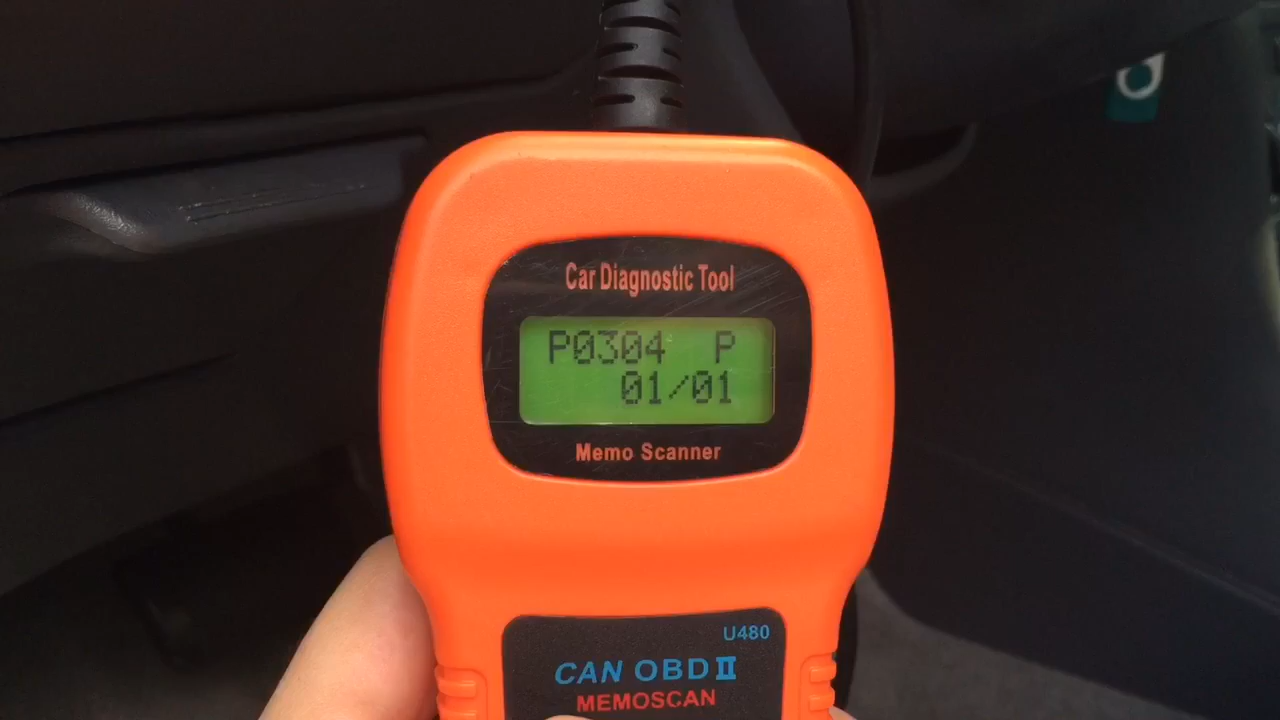 Car Diagnostic Tool
P0304 P
01/01
Memo Scanner
U480
CAN OBD II
MEMOSCAN